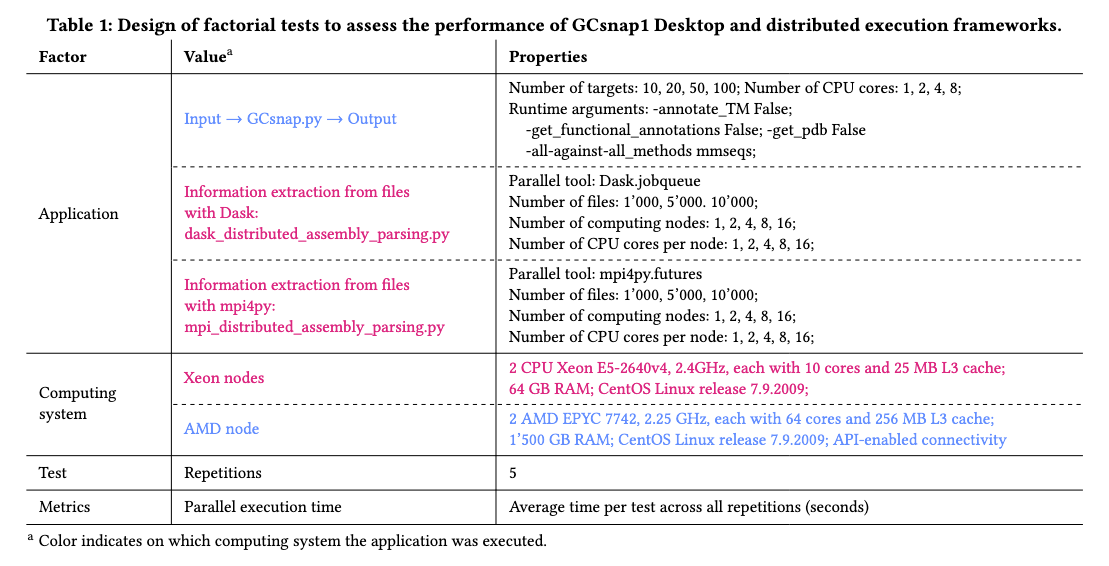 Table 1: Design of factorial tests to assess the performance of GCsnap1 Desktop and distributed execution frameworks.
Factor
Valueᵃ
Properties
Application
Input → GCsnap.py → Output
Number of targets: 10, 20, 50, 100; Number of CPU cores: 1, 2, 4, 8;
Runtime arguments: -annotate_TM False;
-get_functional_annotations False; -get_pdb False
-all-against-all_methods mmseqs;
Information extraction from files
with Dask:
dask_distributed_assembly_parsing.py
Parallel tool: Dask.jobqueue
Number of files: 1’000, 5’000. 10’000;
Number of computing nodes: 1, 2, 4, 8, 16;
Number of CPU cores per node: 1, 2, 4, 8, 16;
Information extraction from files
with mpi4py:
mpi_distributed_assembly_parsing.py
Parallel tool: mpi4py.futures
Number of files: 1’000, 5’000, 10’000;
Number of computing nodes: 1, 2, 4, 8, 16;
Number of CPU cores per node: 1, 2, 4, 8, 16;
Computing
system
Xeon nodes
2 CPU Xeon E5-2640v4, 2.4GHz, each with 10 cores and 25 MB L3 cache;
64 GB RAM; CentOS Linux release 7.9.2009;
AMD node
2 AMD EPYC 7742, 2.25 GHz, each with 64 cores and 256 MB L3 cache;
1’500 GB RAM; CentOS Linux release 7.9.2009; API-enabled connectivity
Test
Repetitions
5
Metrics
Parallel execution time
Average time per test across all repetitions (seconds)
ᵃ Color indicates on which computing system the application was executed.